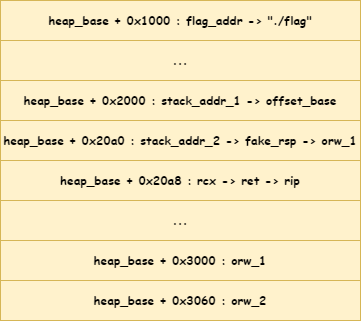 heap_base + 0x1000 : flag_addr -> "./flag"
...
heap_base + 0x2000 : stack_addr_1 -> offset_base
heap_base + 0x20a0 : stack_addr_2 -> fake_rsp -> orw_1
heap_base + 0x20a8 : rcx -> ret -> rip
...
heap_base + 0x3000 : orw_1
heap_base + 0x3060 : orw_2